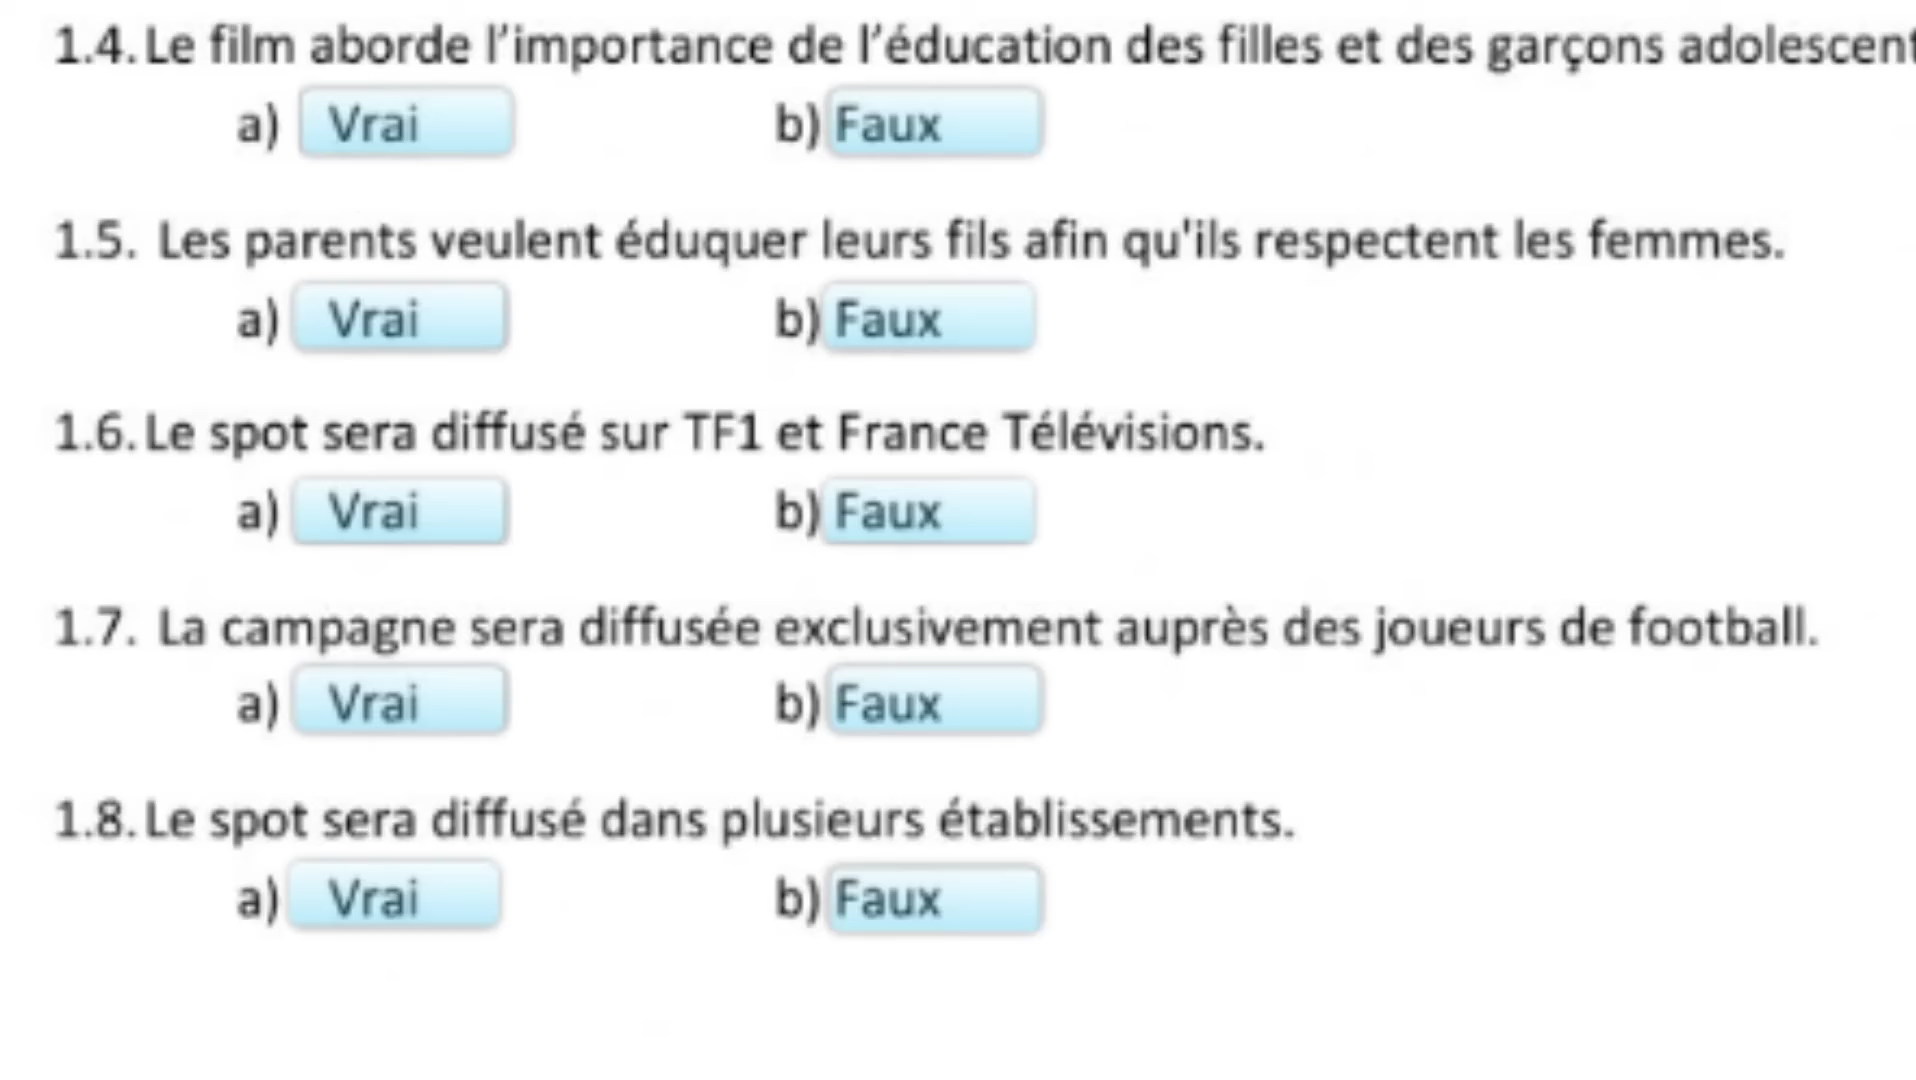 1.4. Le film aborde l’importance de l’éducation des filles et des garçons adolescent
a) Vrai b) Faux
1.5. Les parents veulent éduquer leurs fils afin qu'ils respectent les femmes.
a) Vrai b) Faux
1.6. Le spot sera diffusé sur TF1 et France Télévisions.
a) Vrai b) Faux
1.7. La campagne sera diffusée exclusivement auprès des joueurs de football.
a) Vrai b) Faux
1.8. Le spot sera diffusé dans plusieurs établissements.
a) Vrai b) Faux